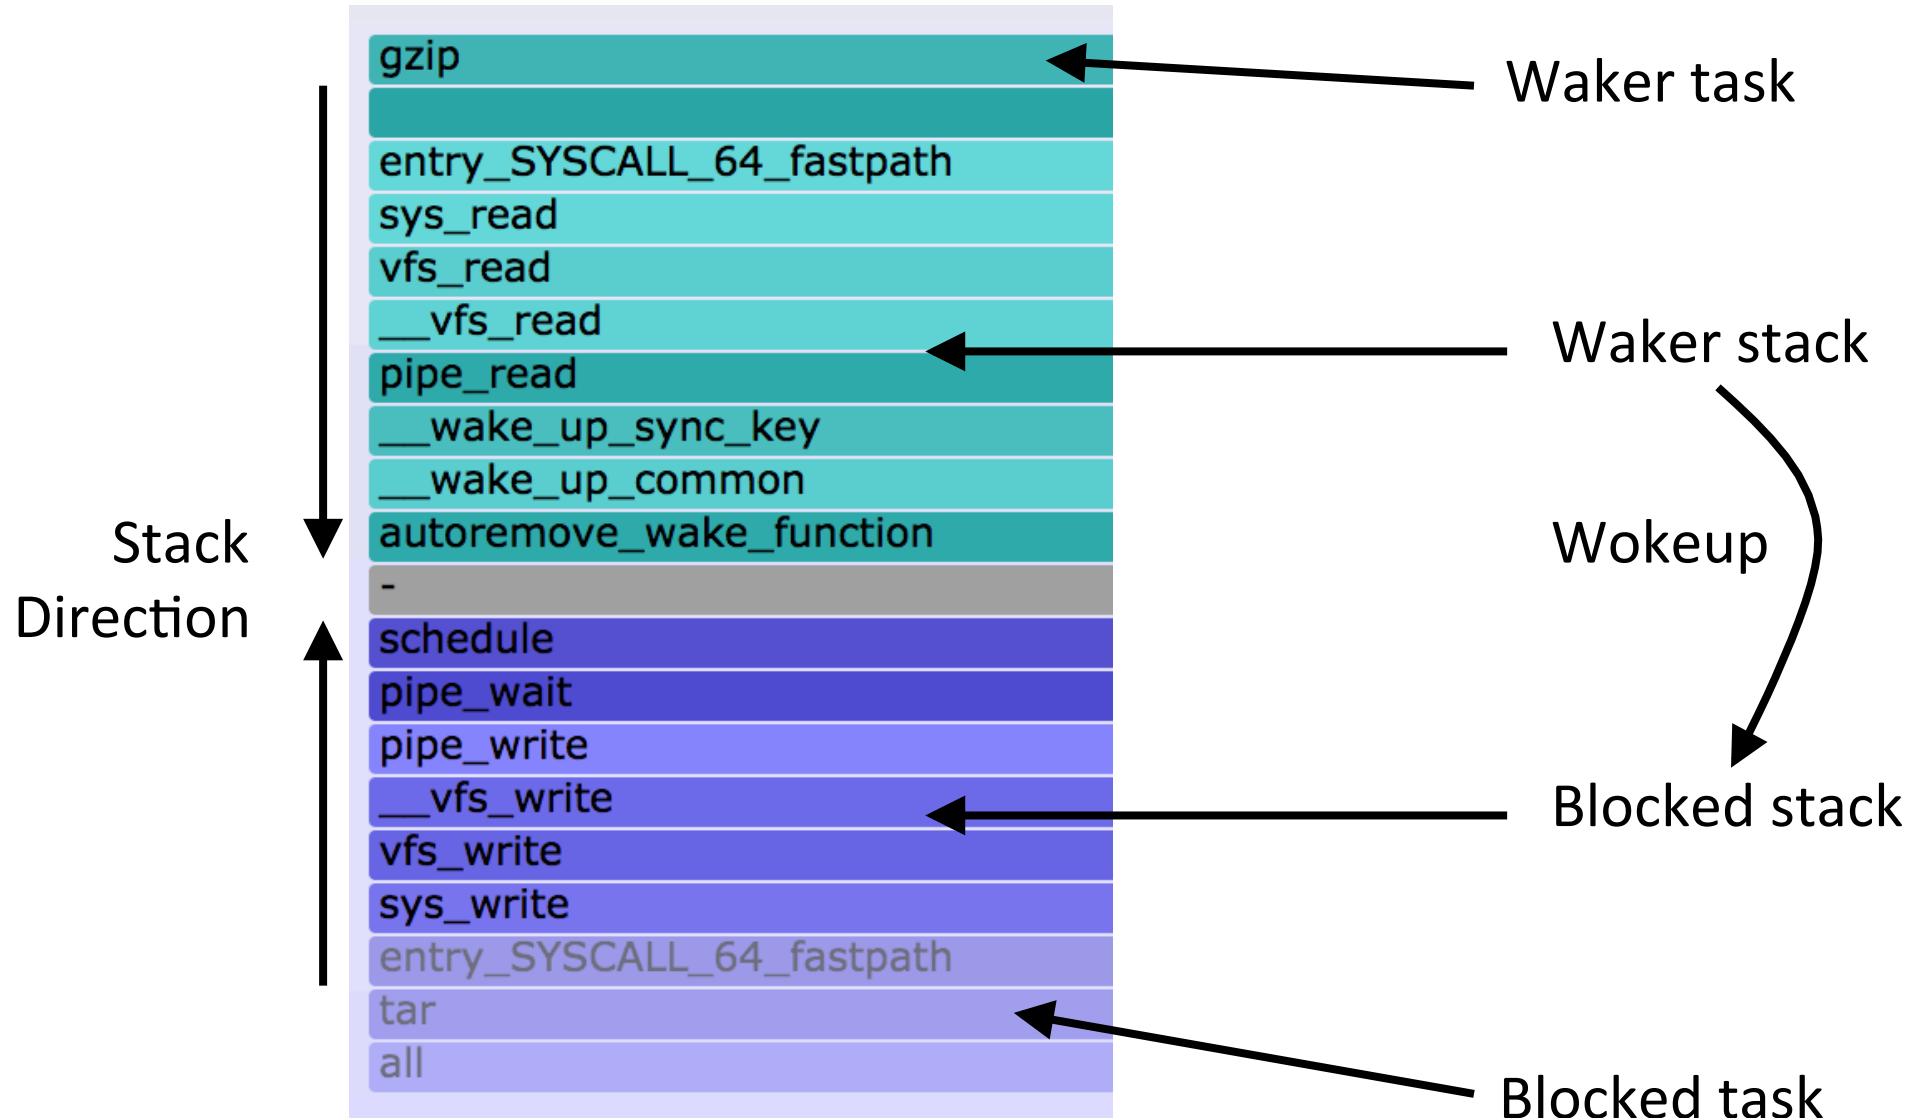 gzip
entry_SYSCALL_64_fastpath
sys_read
vfs_read
__vfs_read
pipe_read
__wake_up_sync_key
__wake_up_common
autoremove_wake_function
-
schedule
pipe_wait
pipe_write
__vfs_write
vfs_write
sys_write
entry_SYSCALL_64_fastpath
tar
all
Stack
Direction
Waker task
Waker stack
Wokeup
Blocked stack
Blocked task